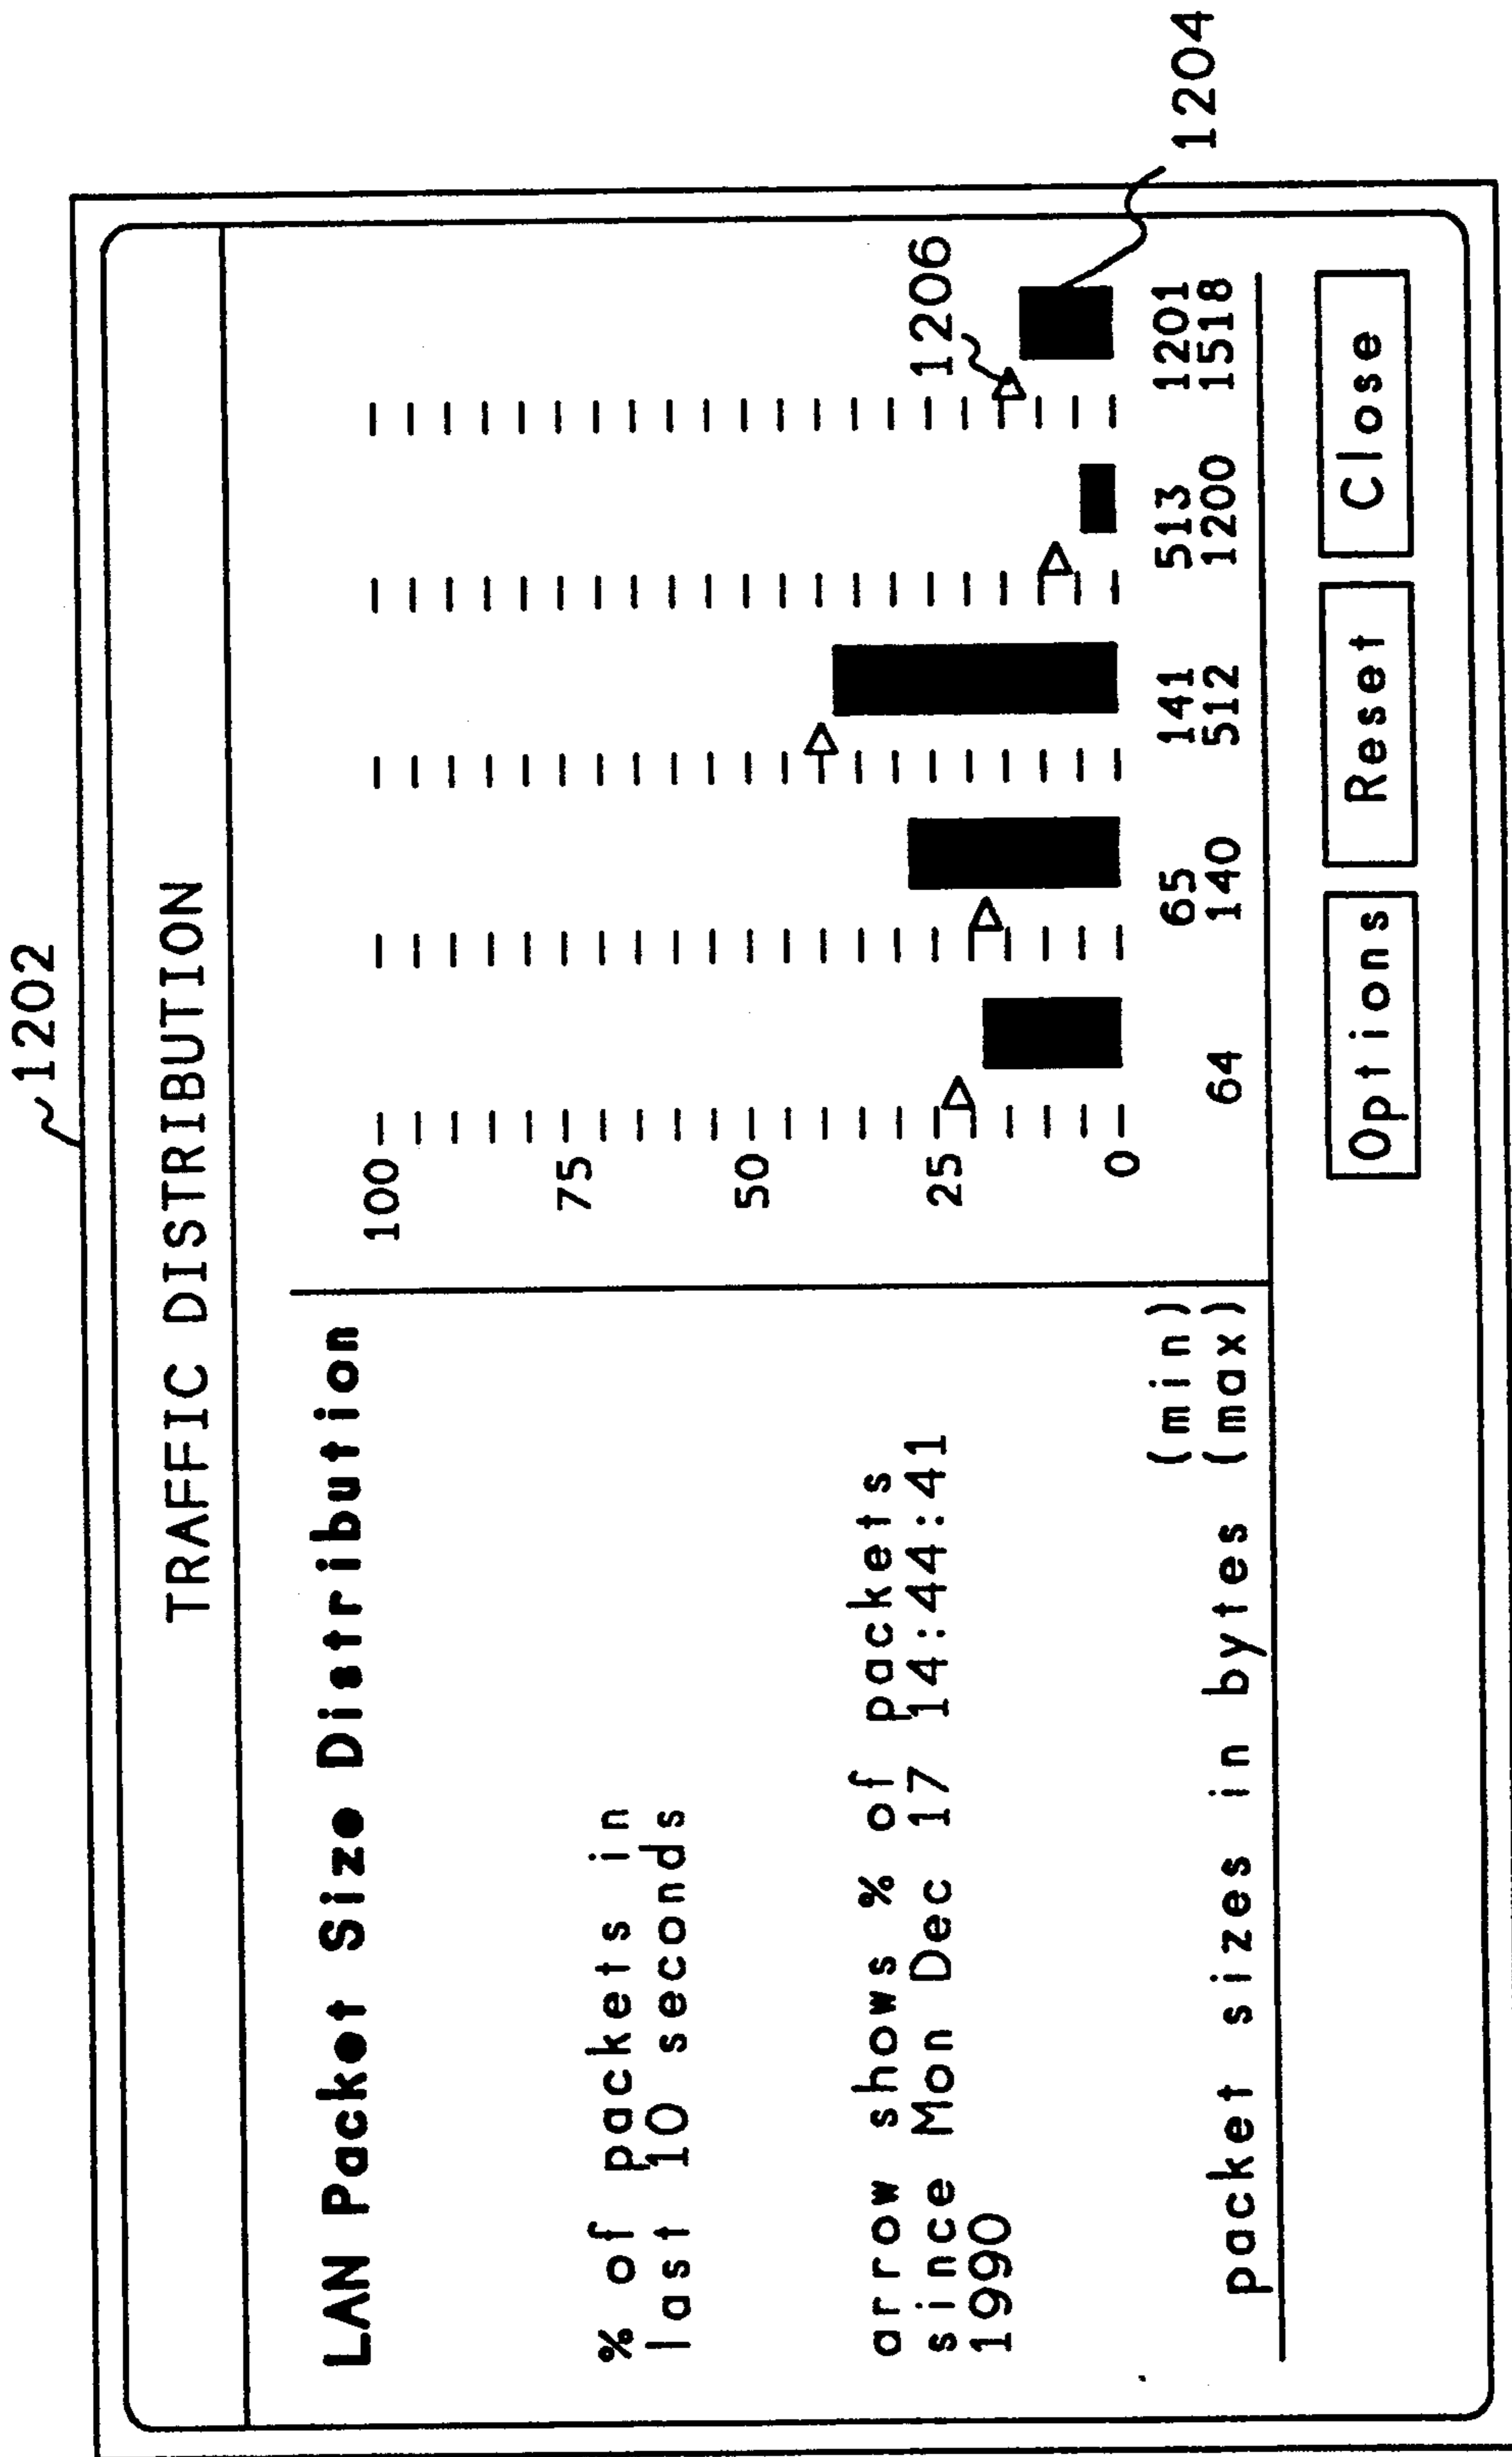 1202
TRAFFIC DISTRIBUTION
LAN Packet Size Distribution
% of packets in
last 10 seconds
arrow shows % of packets
since Mon Dec 17 14:44:41
1990
100
75
50
25
0
1206
1204
(min)
packet sizes in bytes (max)
65 141 513 1201
64 140 512 1200 1518
Options Reset Close